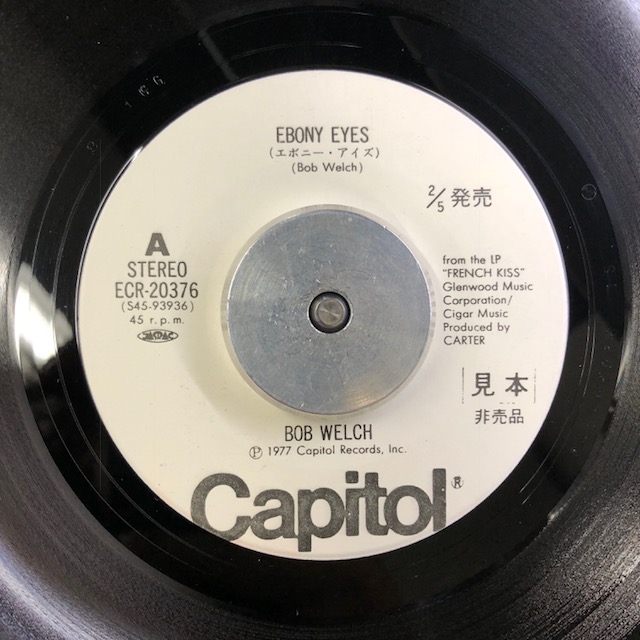 EBONY EYES
(エボニー・アイズ)
(Bob Welch)
2/5 発売
A
STEREO
ECR-20376
(S45-93936)
45 r.p.m.
from the LP
"FRENCH KISS"
Glenwood Music
Corporation/
Cigar Music
Produced by
CARTER
見本
非売品
BOB WELCH
Ⓟ 1977 Capitol Records, Inc.
Capitol®